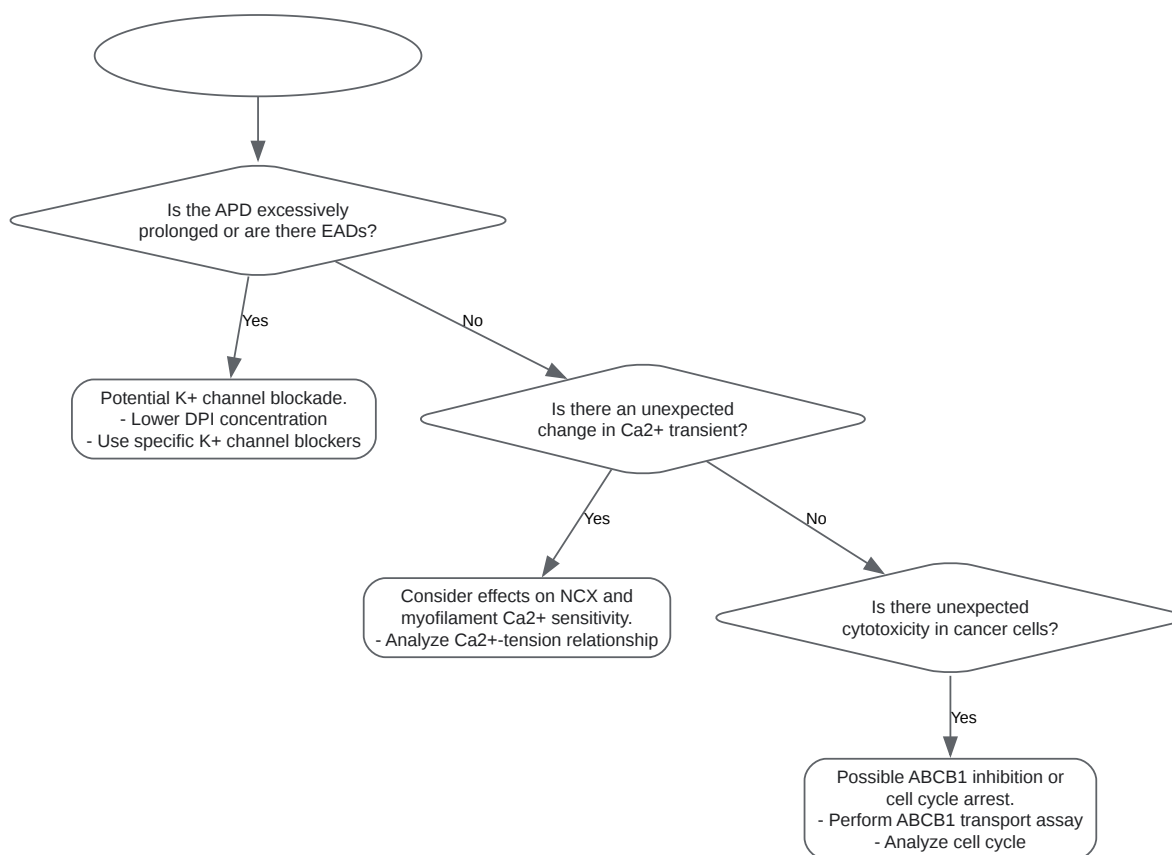 Is the APD excessively
prolonged or are there EADs?
Yes
No
Potential K+ channel blockade.
- Lower DPI concentration
- Use specific K+ channel blockers
Is there an unexpected
change in Ca2+ transient?
Yes
No
Consider effects on NCX and
myofilament Ca2+ sensitivity.
- Analyze Ca2+-tension relationship
Is there unexpected
cytotoxicity in cancer cells?
Yes
Possible ABCB1 inhibition or
cell cycle arrest.
- Perform ABCB1 transport assay
- Analyze cell cycle